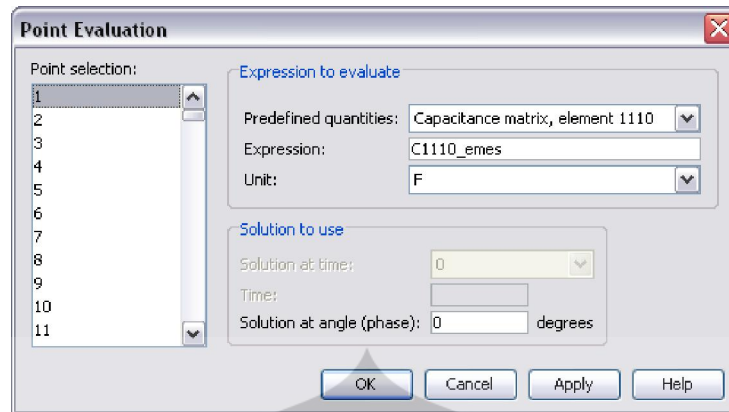 Point Evaluation
Point selection:
1
2
3
4
5
6
7
8
9
10
11
Expression to evaluate
Predefined quantities: Capacitance matrix, element 1110
Expression: C1110_emes
Unit: F
Solution to use
Solution at time: 0
Time:
Solution at angle (phase): 0 degrees
OK Cancel Apply Help